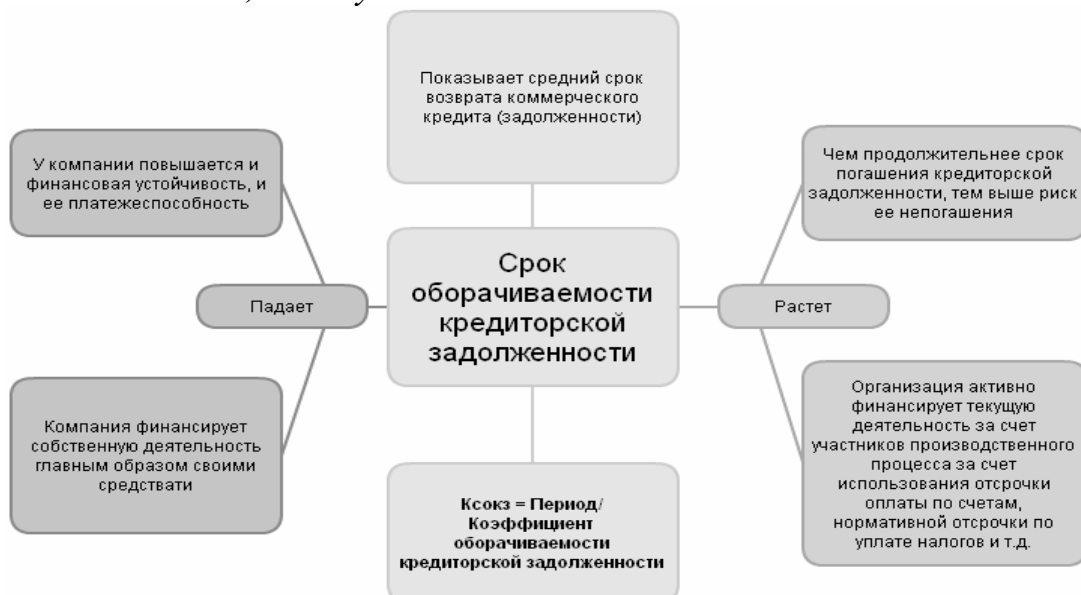 Показывает средний срок
возврата коммерческого
кредита (задолженности)
У компании повышается и
финансовая устойчивость, и
ее платежеспособность
Чем продолжительнее срок
погашения кредиторской
задолженности, тем выше риск
ее непогашения
Срок
оборачиваемости
кредиторской
задолженности
Падает
Растет
Компания финансирует
собственную деятельность
главным образом своими
средствати
Организация активно
финансирует текущую
деятельность за счет
участников производственного
процесса за счет
использования отсрочки
оплаты по счетам,
нормативной отсрочки по
уплате налогов и т.д.
Ксокз = Период/
Коэффициент
оборачиваемости
кредиторской задолженности